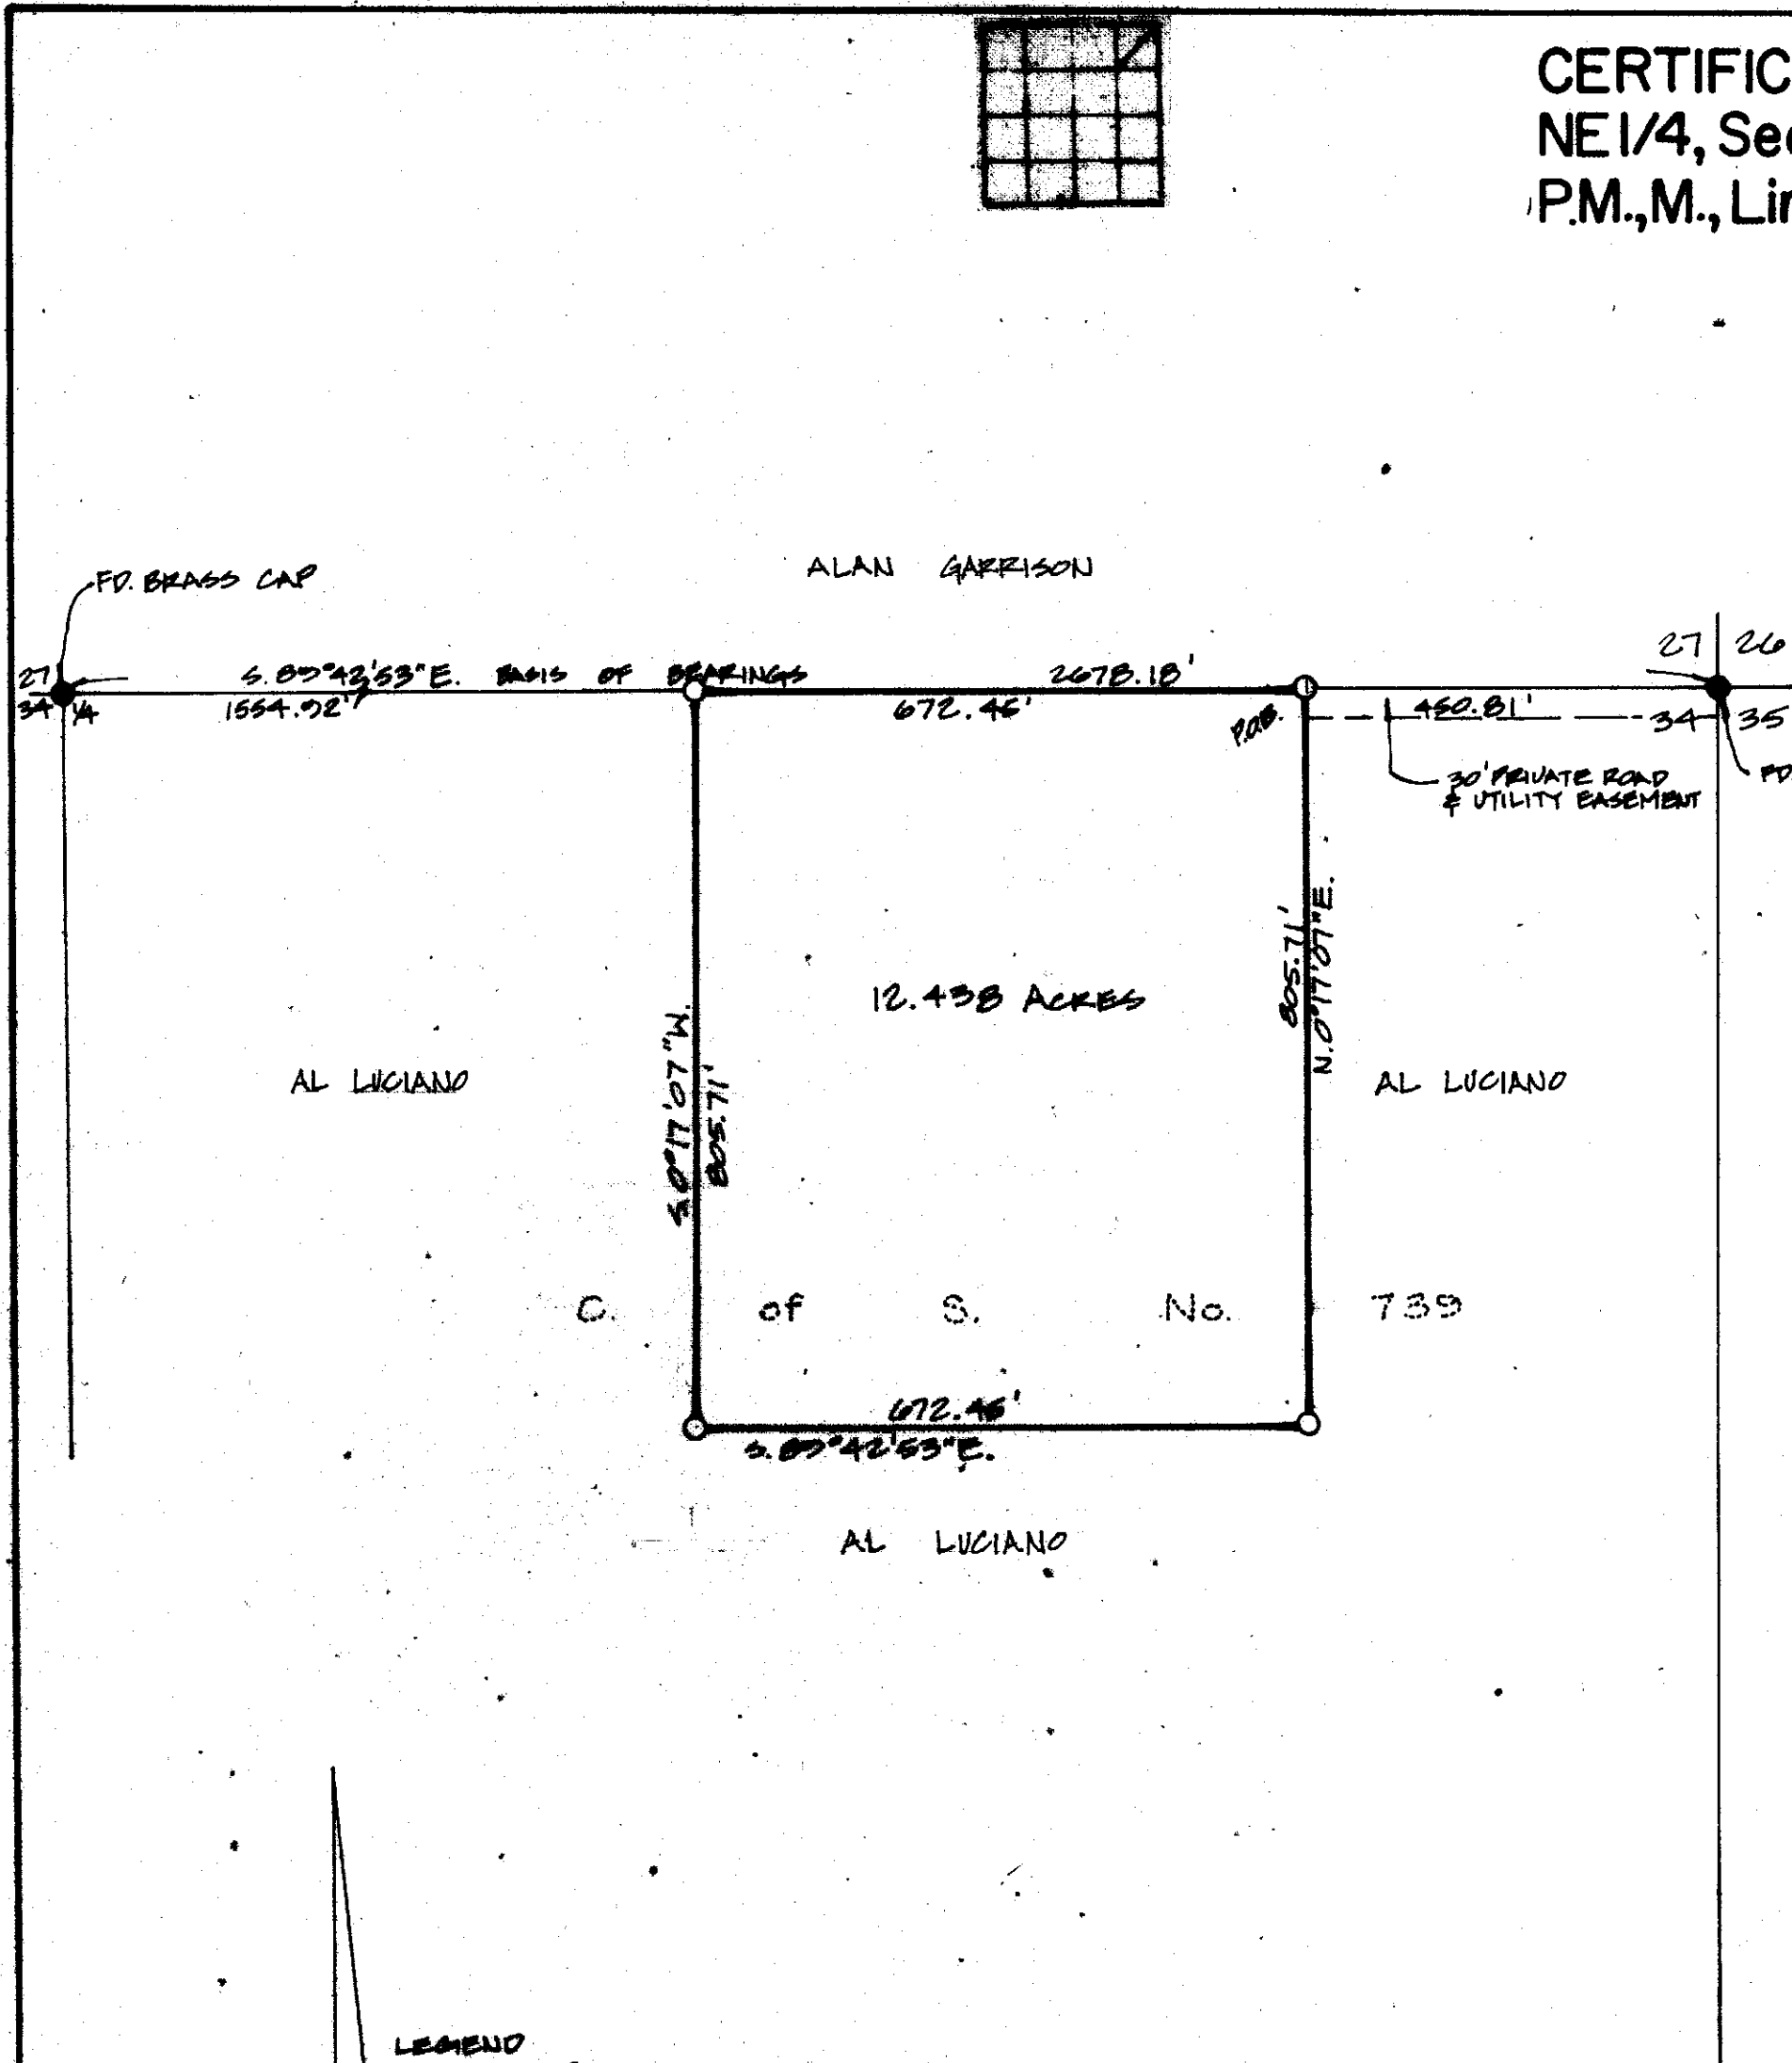 CERTIFIC
NE 1/4, Sec
P.M., M., Lin
ALAN GARRISON
FD. BRASS CAP
27 26
27
S. 89°42'53"E. BASIS OF BEARINGS 2678.18'
34 1/4
1554.92'
672.46'
450.81'
34 35
P.O.B.
30' PRIVATE ROAD
& UTILITY EASEMENT
FD
805.71'
N.0°17'07"E.
12.438 ACRES
S.0°17'07"W.
805.71'
AL LUCIANO
AL LUCIANO
C. of S. No. 739
672.46'
S. 89°42'53"E.
AL LUCIANO
LEGEND